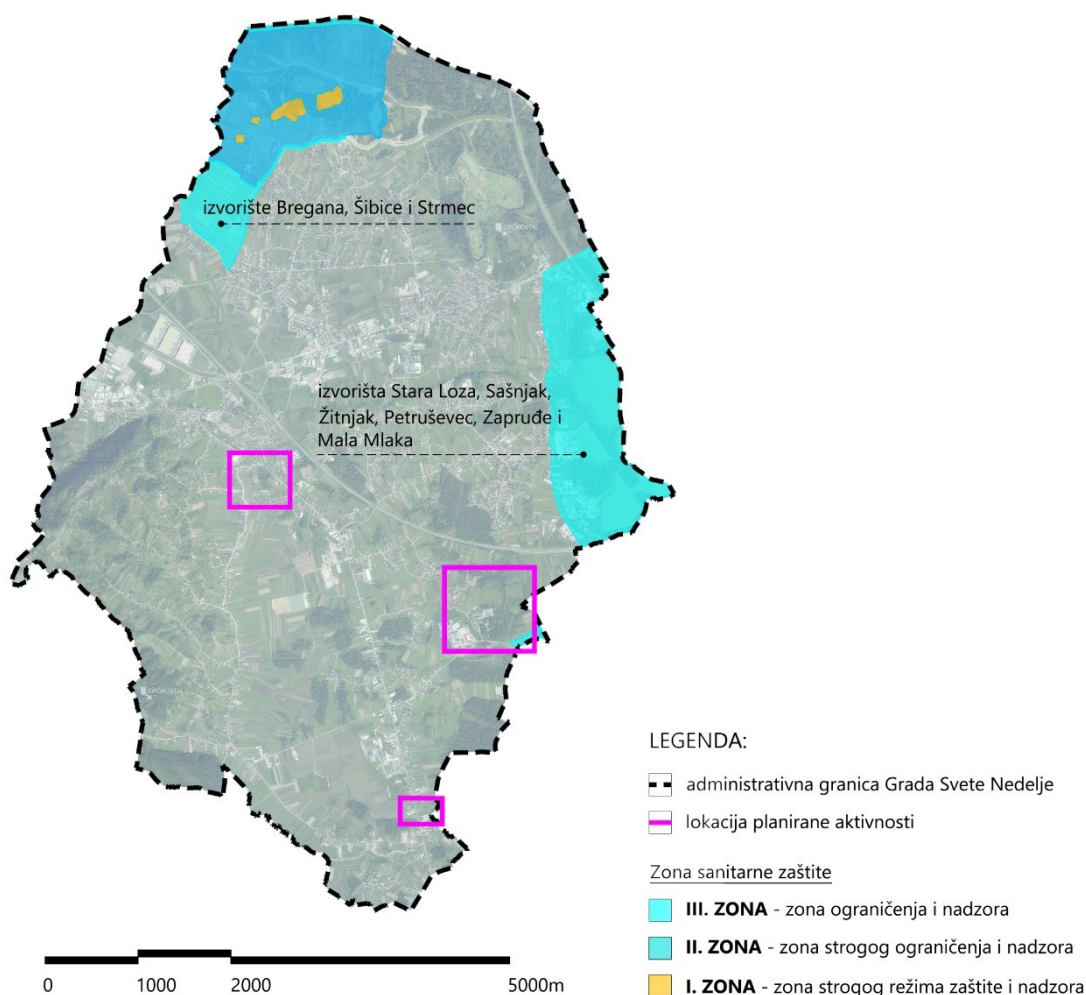 izvorište Bregana, Šibice i Strmec
izvorišta Stara Loza, Sašnjak,
Žitnjak, Petruševec, Zapruđe i
Mala Mlaka
LEGENDA:
administrativna granica Grada Svete Nedelje
lokacija planirane aktivnosti
Zona sanitarne zaštite
III. ZONA - zona ograničenja i nadzora
II. ZONA - zona strogog ograničenja i nadzora
I. ZONA - zona strogog režima zaštite i nadzora
0 1000 2000 5000m